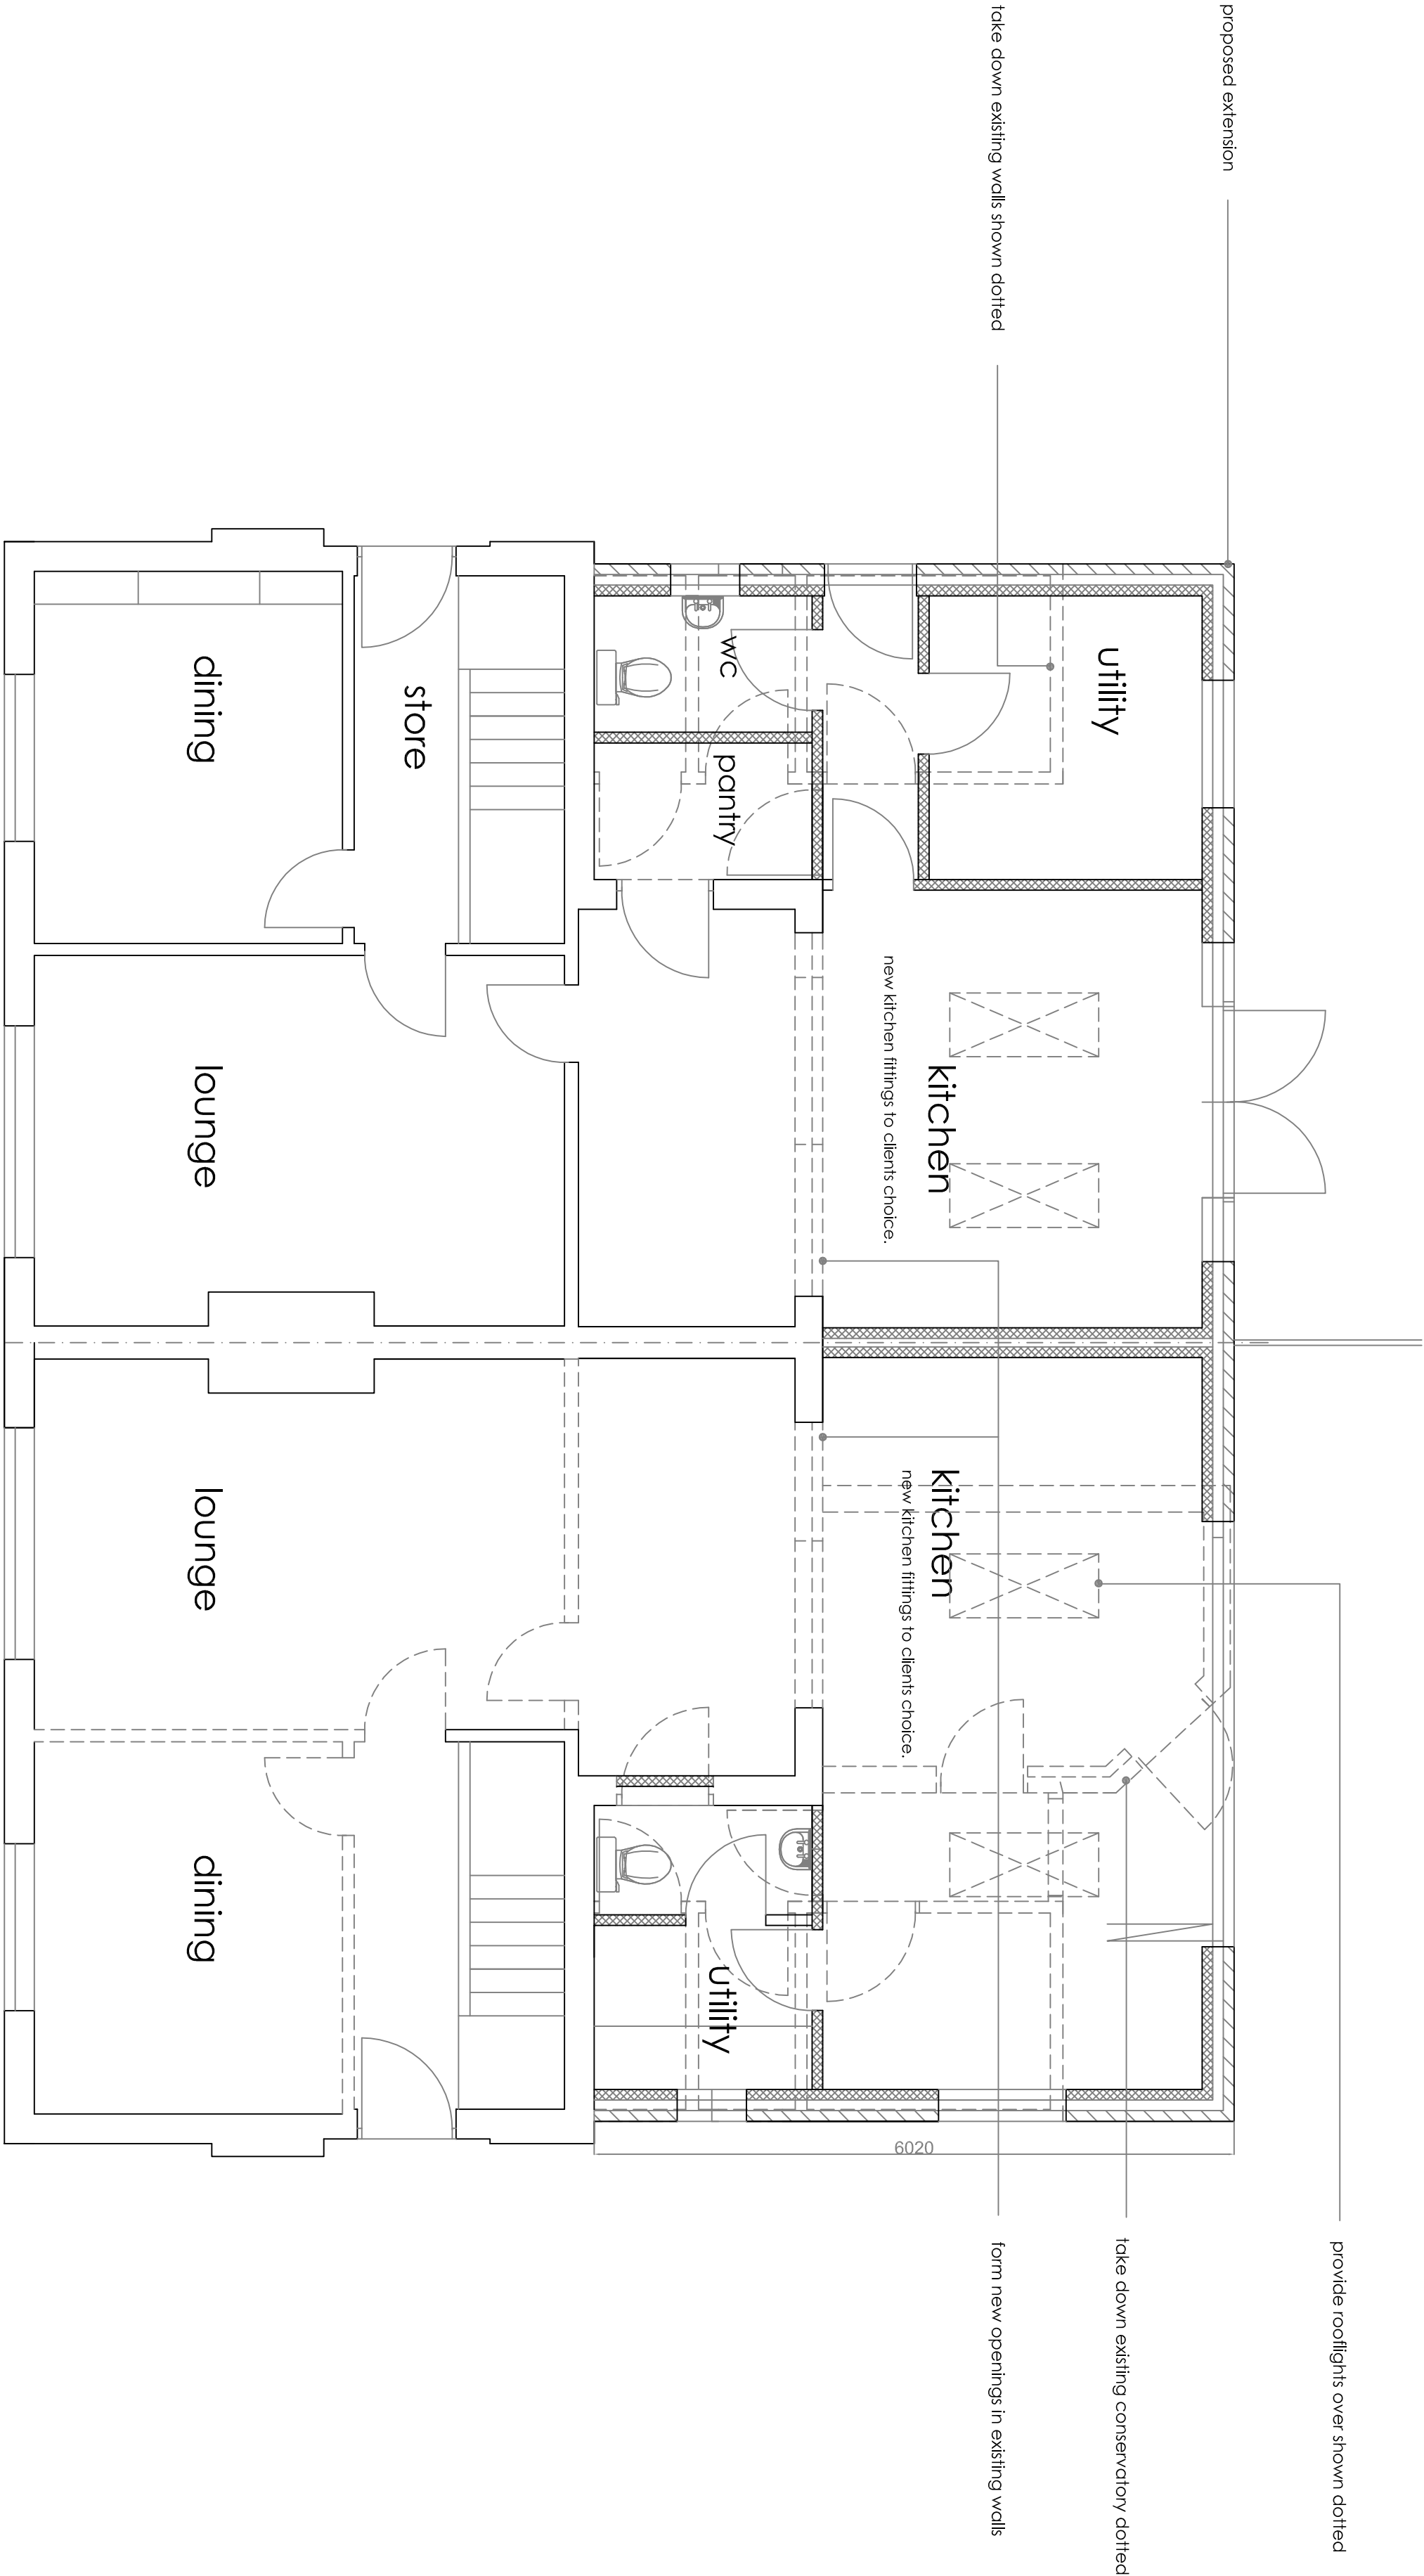 proposed extension
take down existing walls shown dotted
utility
wc
pantry
store
dining
kitchen
new kitchen fittings to clients choice.
lounge
kitchen
new kitchen fittings to clients choice.
lounge
utility
dining
6020
provide rooflights over shown dotted
take down existing conservatory dotted
form new openings in existing walls